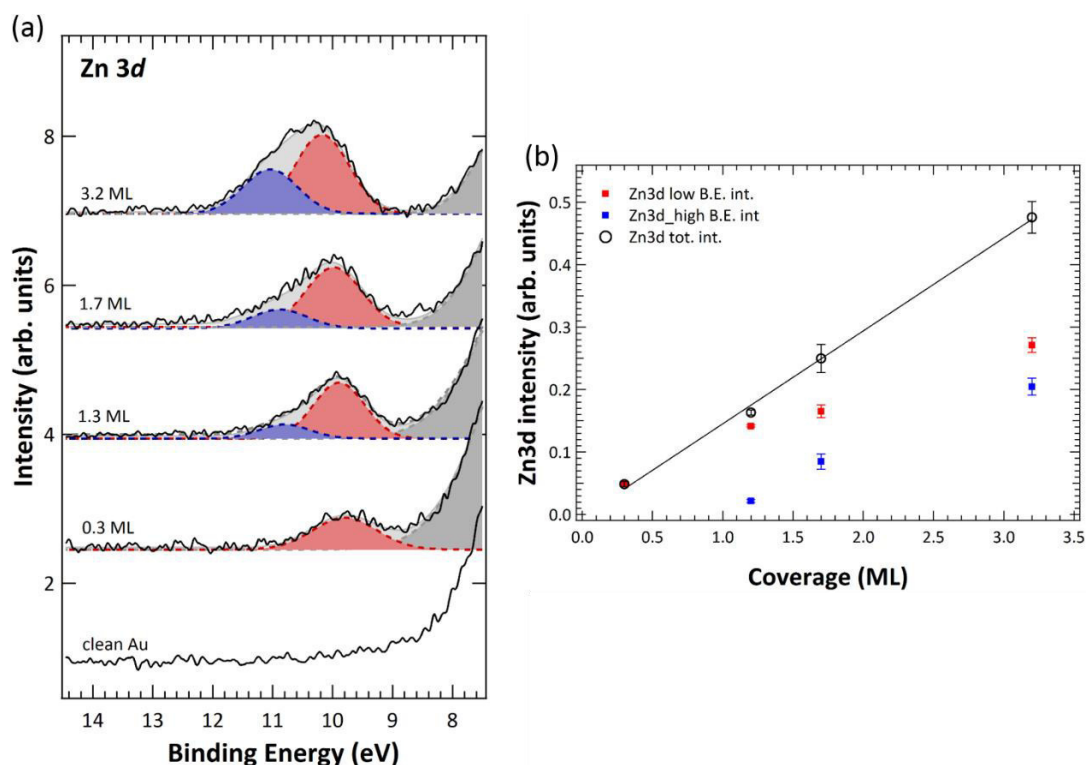 (a)
Zn 3d
3.2 ML
1.7 ML
1.3 ML
0.3 ML
clean Au
8
6
4
2
Intensity (arb. units)
14 13 12 11 10 9 8
Binding Energy (eV)
(b)
Zn3d low B.E. int.
Zn3d_high B.E. int
Zn3d tot. int.
0.5
0.4
0.3
0.2
0.1
0.0
Zn3d intensity (arb. units)
0.0 0.5 1.0 1.5 2.0 2.5 3.0 3.5
Coverage (ML)